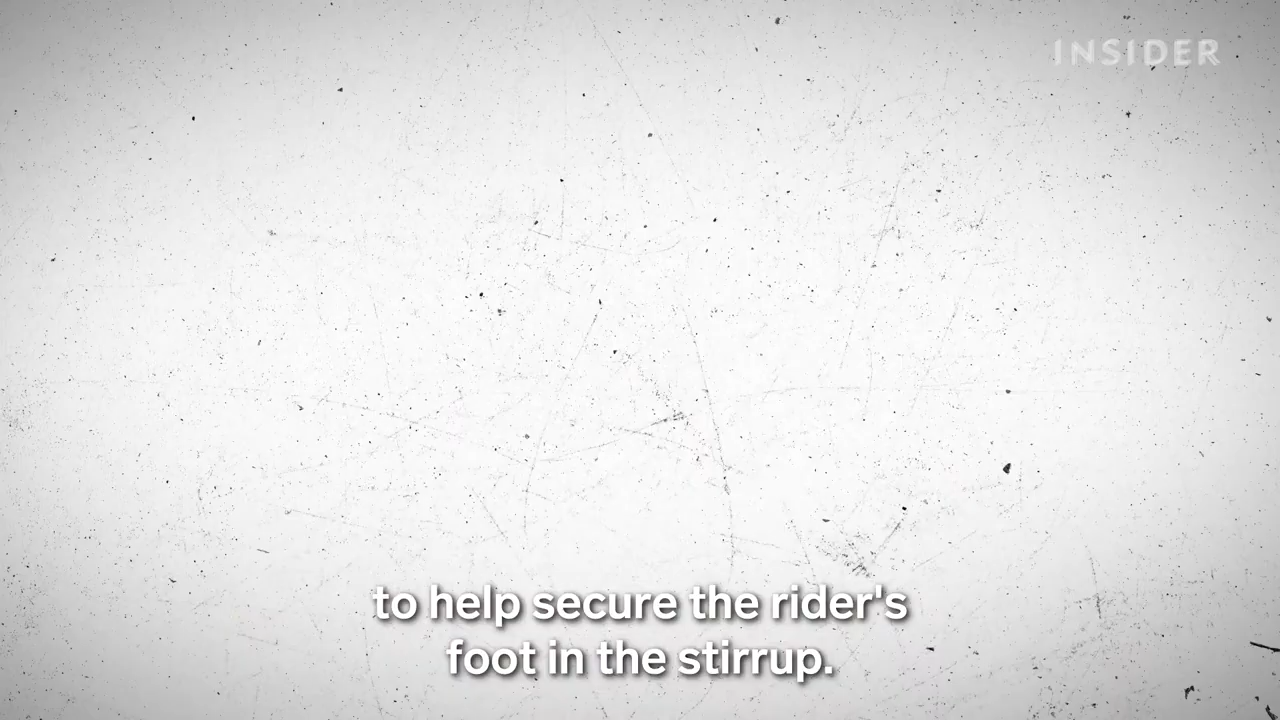 INSIDER
to help secure the rider's
foot in the stirrup.